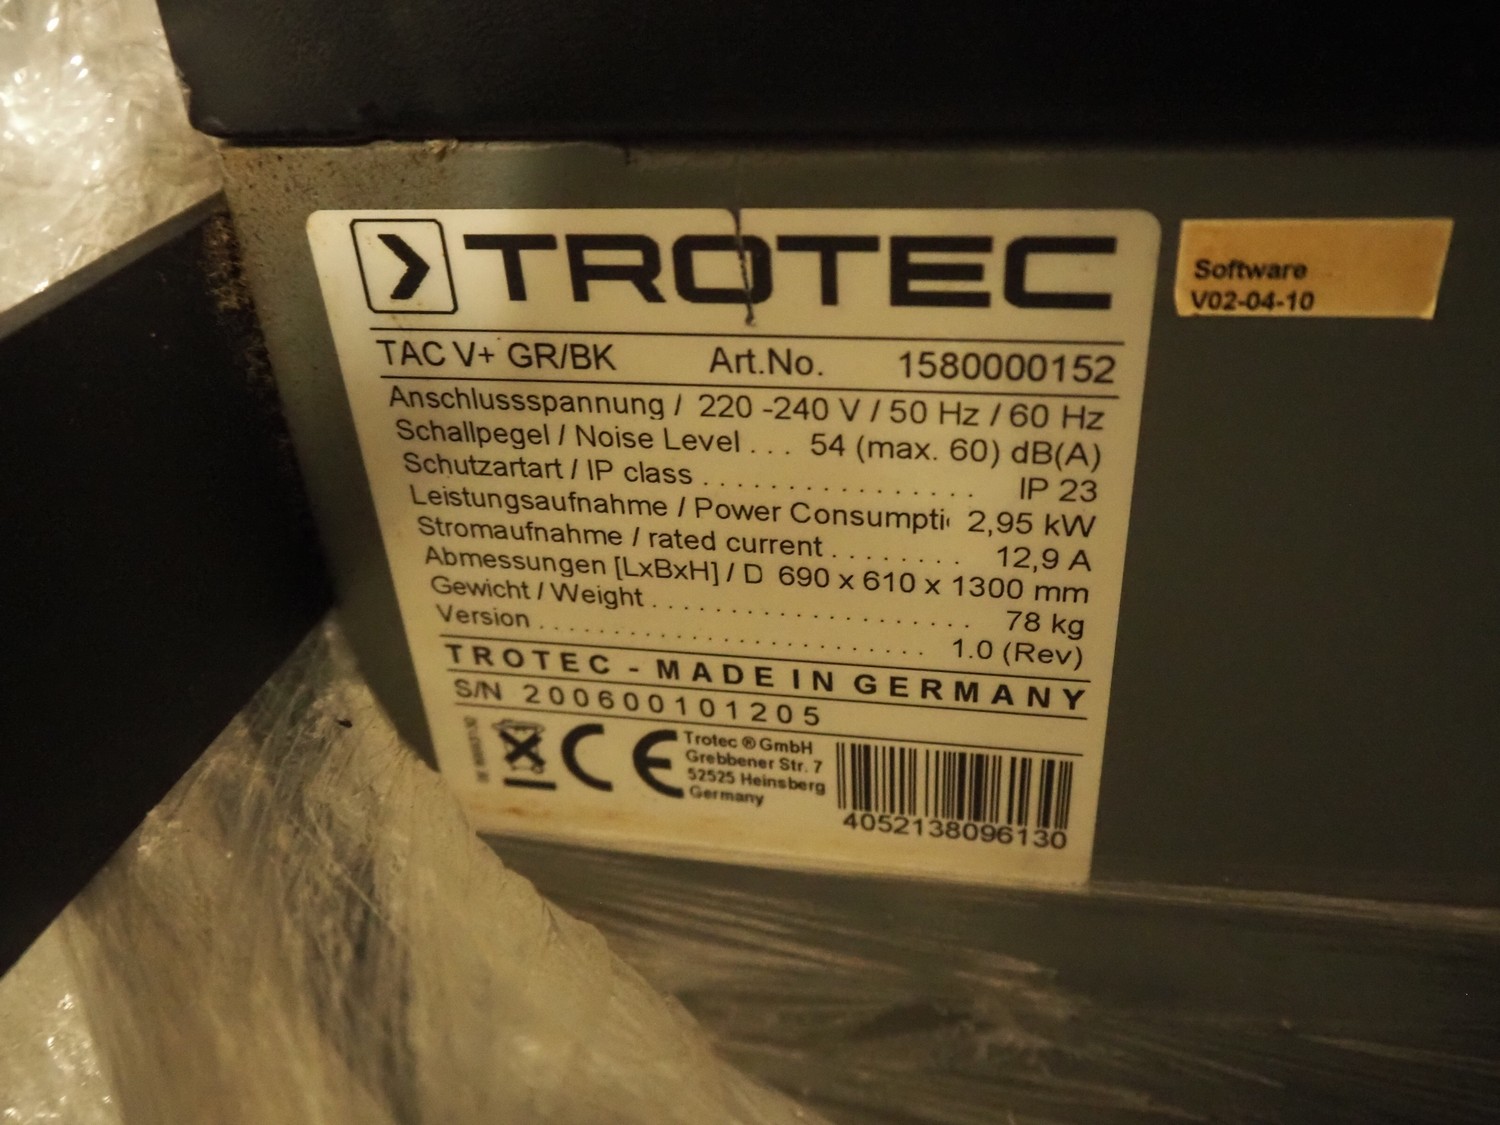 TROTEC
Software
V02-04-10
TAC V+ GR/BK Art.No. 1580000152
Anschlussspannung / 220 -240 V / 50 Hz / 60 Hz
Schallpegel / Noise Level . . . 54 (max. 60) dB(A)
Schutzartart / IP class . . . . . . . . . . . . . . . . IP 23
Leistungsaufnahme / Power Consumpti 2,95 kW
Stromaufnahme / rated current . . . . . . . . 12,9 A
Abmessungen [LxBxH] / D 690 x 610 x 1300 mm
Gewicht / Weight . . . . . . . . . . . . . . . . . . . 78 kg
Version . . . . . . . . . . . . . . . . . . . . . . . 1.0 (Rev)
TROTEC - MADE IN GERMANY
S/N 200600101205
CE
Trotec ® GmbH
Grebbener Str. 7
52525 Heinsberg
Germany
4052138096130